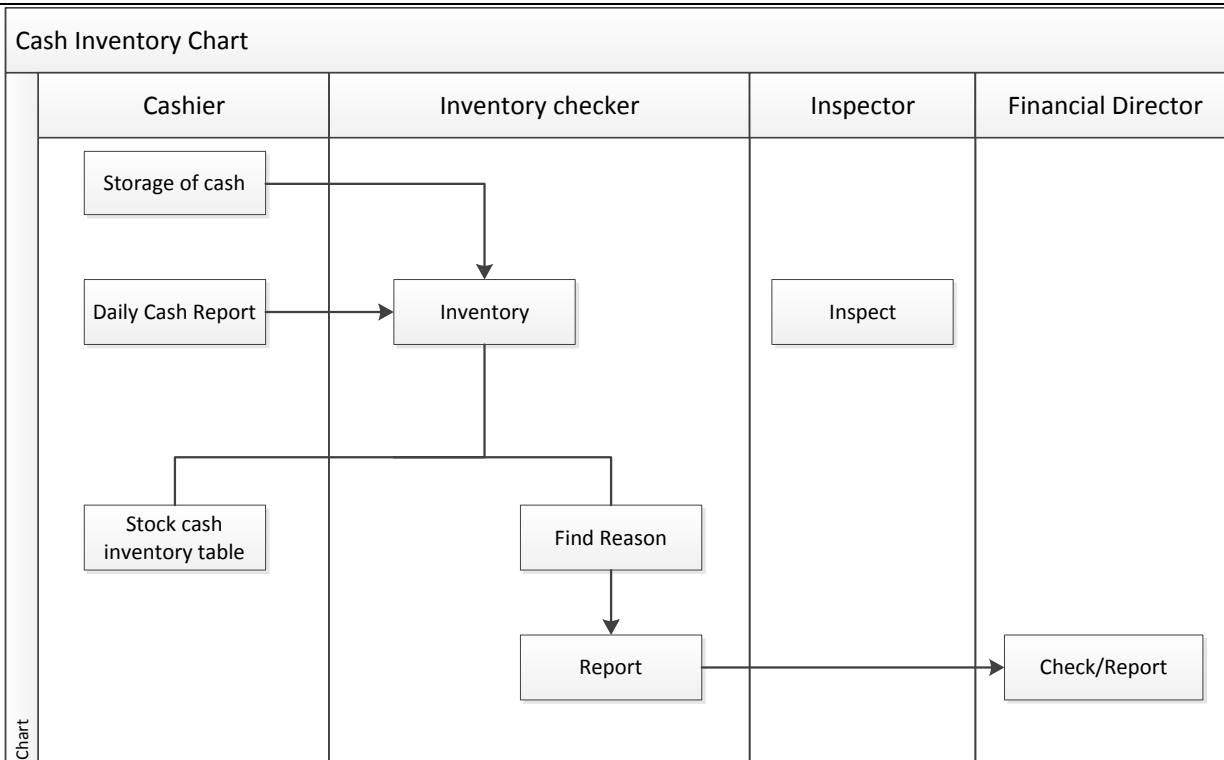 Cash Inventory Chart
Cashier
Inventory checker
Inspector
Financial Director
Storage of cash
Daily Cash Report
Inventory
Inspect
Stock cash
inventory table
Find Reason
Report
Check/Report
Chart